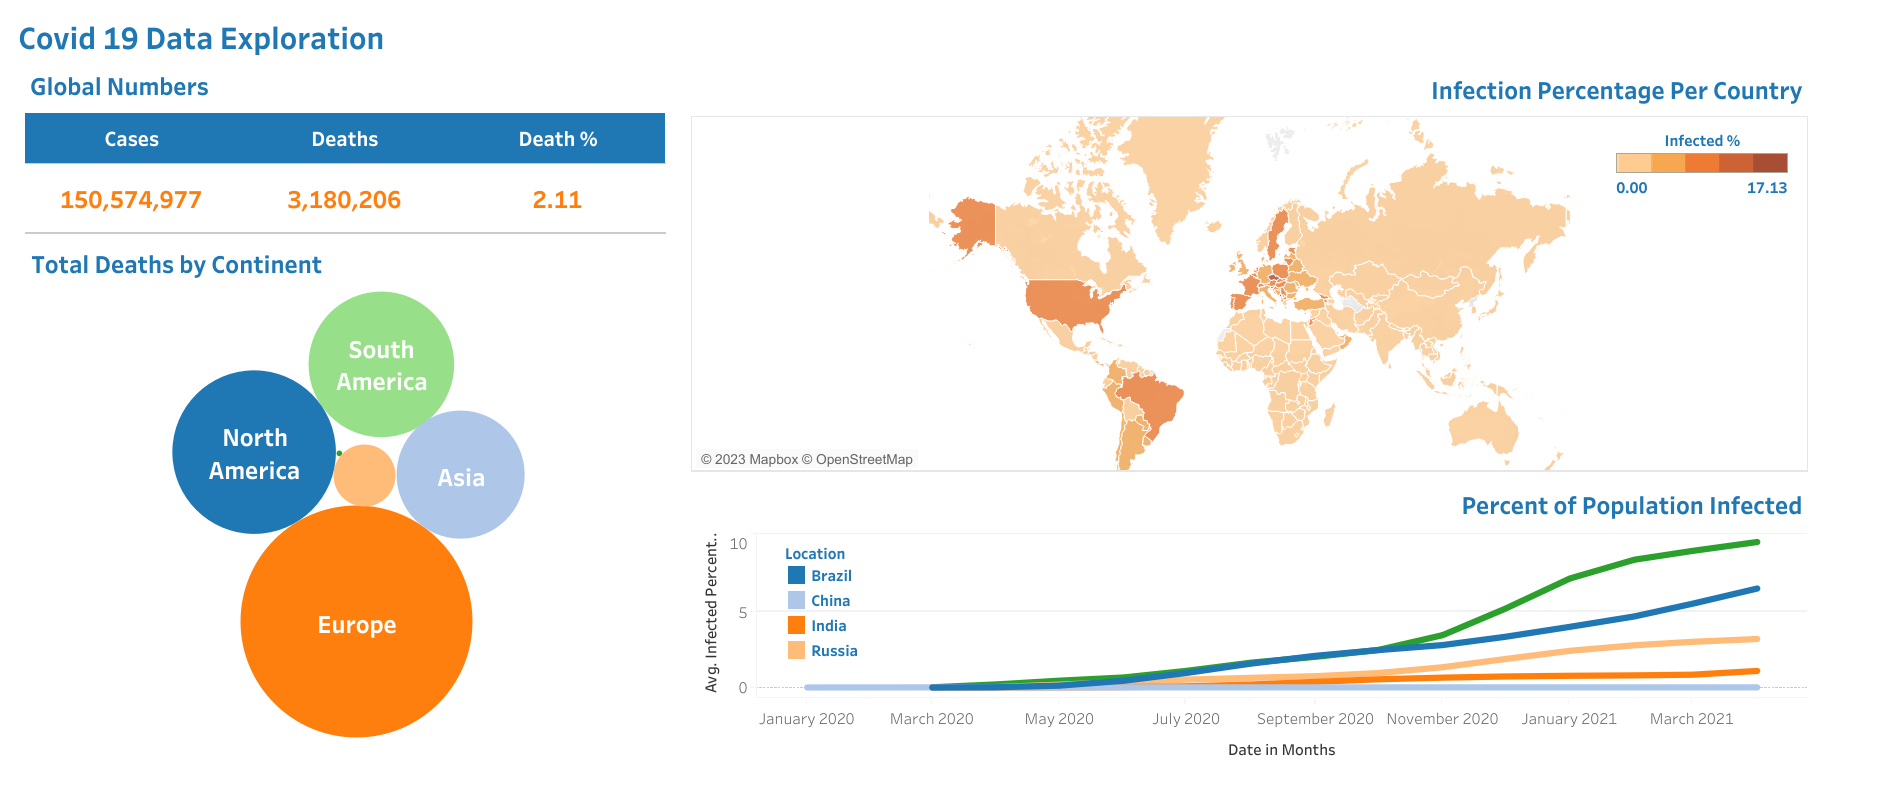 Covid 19 Data Exploration
Global Numbers
Cases Deaths Death %
150,574,977 3,180,206 2.11
Total Deaths by Continent
South
America
North
America
Asia
Europe
Infection Percentage Per Country
Infected %
0.00 17.13
© 2023 Mapbox © OpenStreetMap
Percent of Population Infected
Avg. Infected Percent..
10
5
0
Location
Brazil
China
India
Russia
January 2020 March 2020 May 2020 July 2020 September 2020 November 2020 January 2021 March 2021
Date in Months